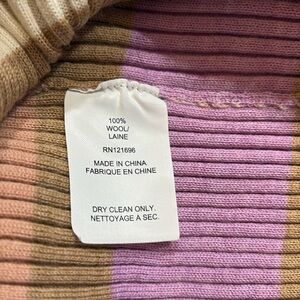 100%
WOOL/
LAINE
RN121696
MADE IN CHINA
FABRIQUE EN CHINE
DRY CLEAN ONLY.
NETTOYAGE A SEC.